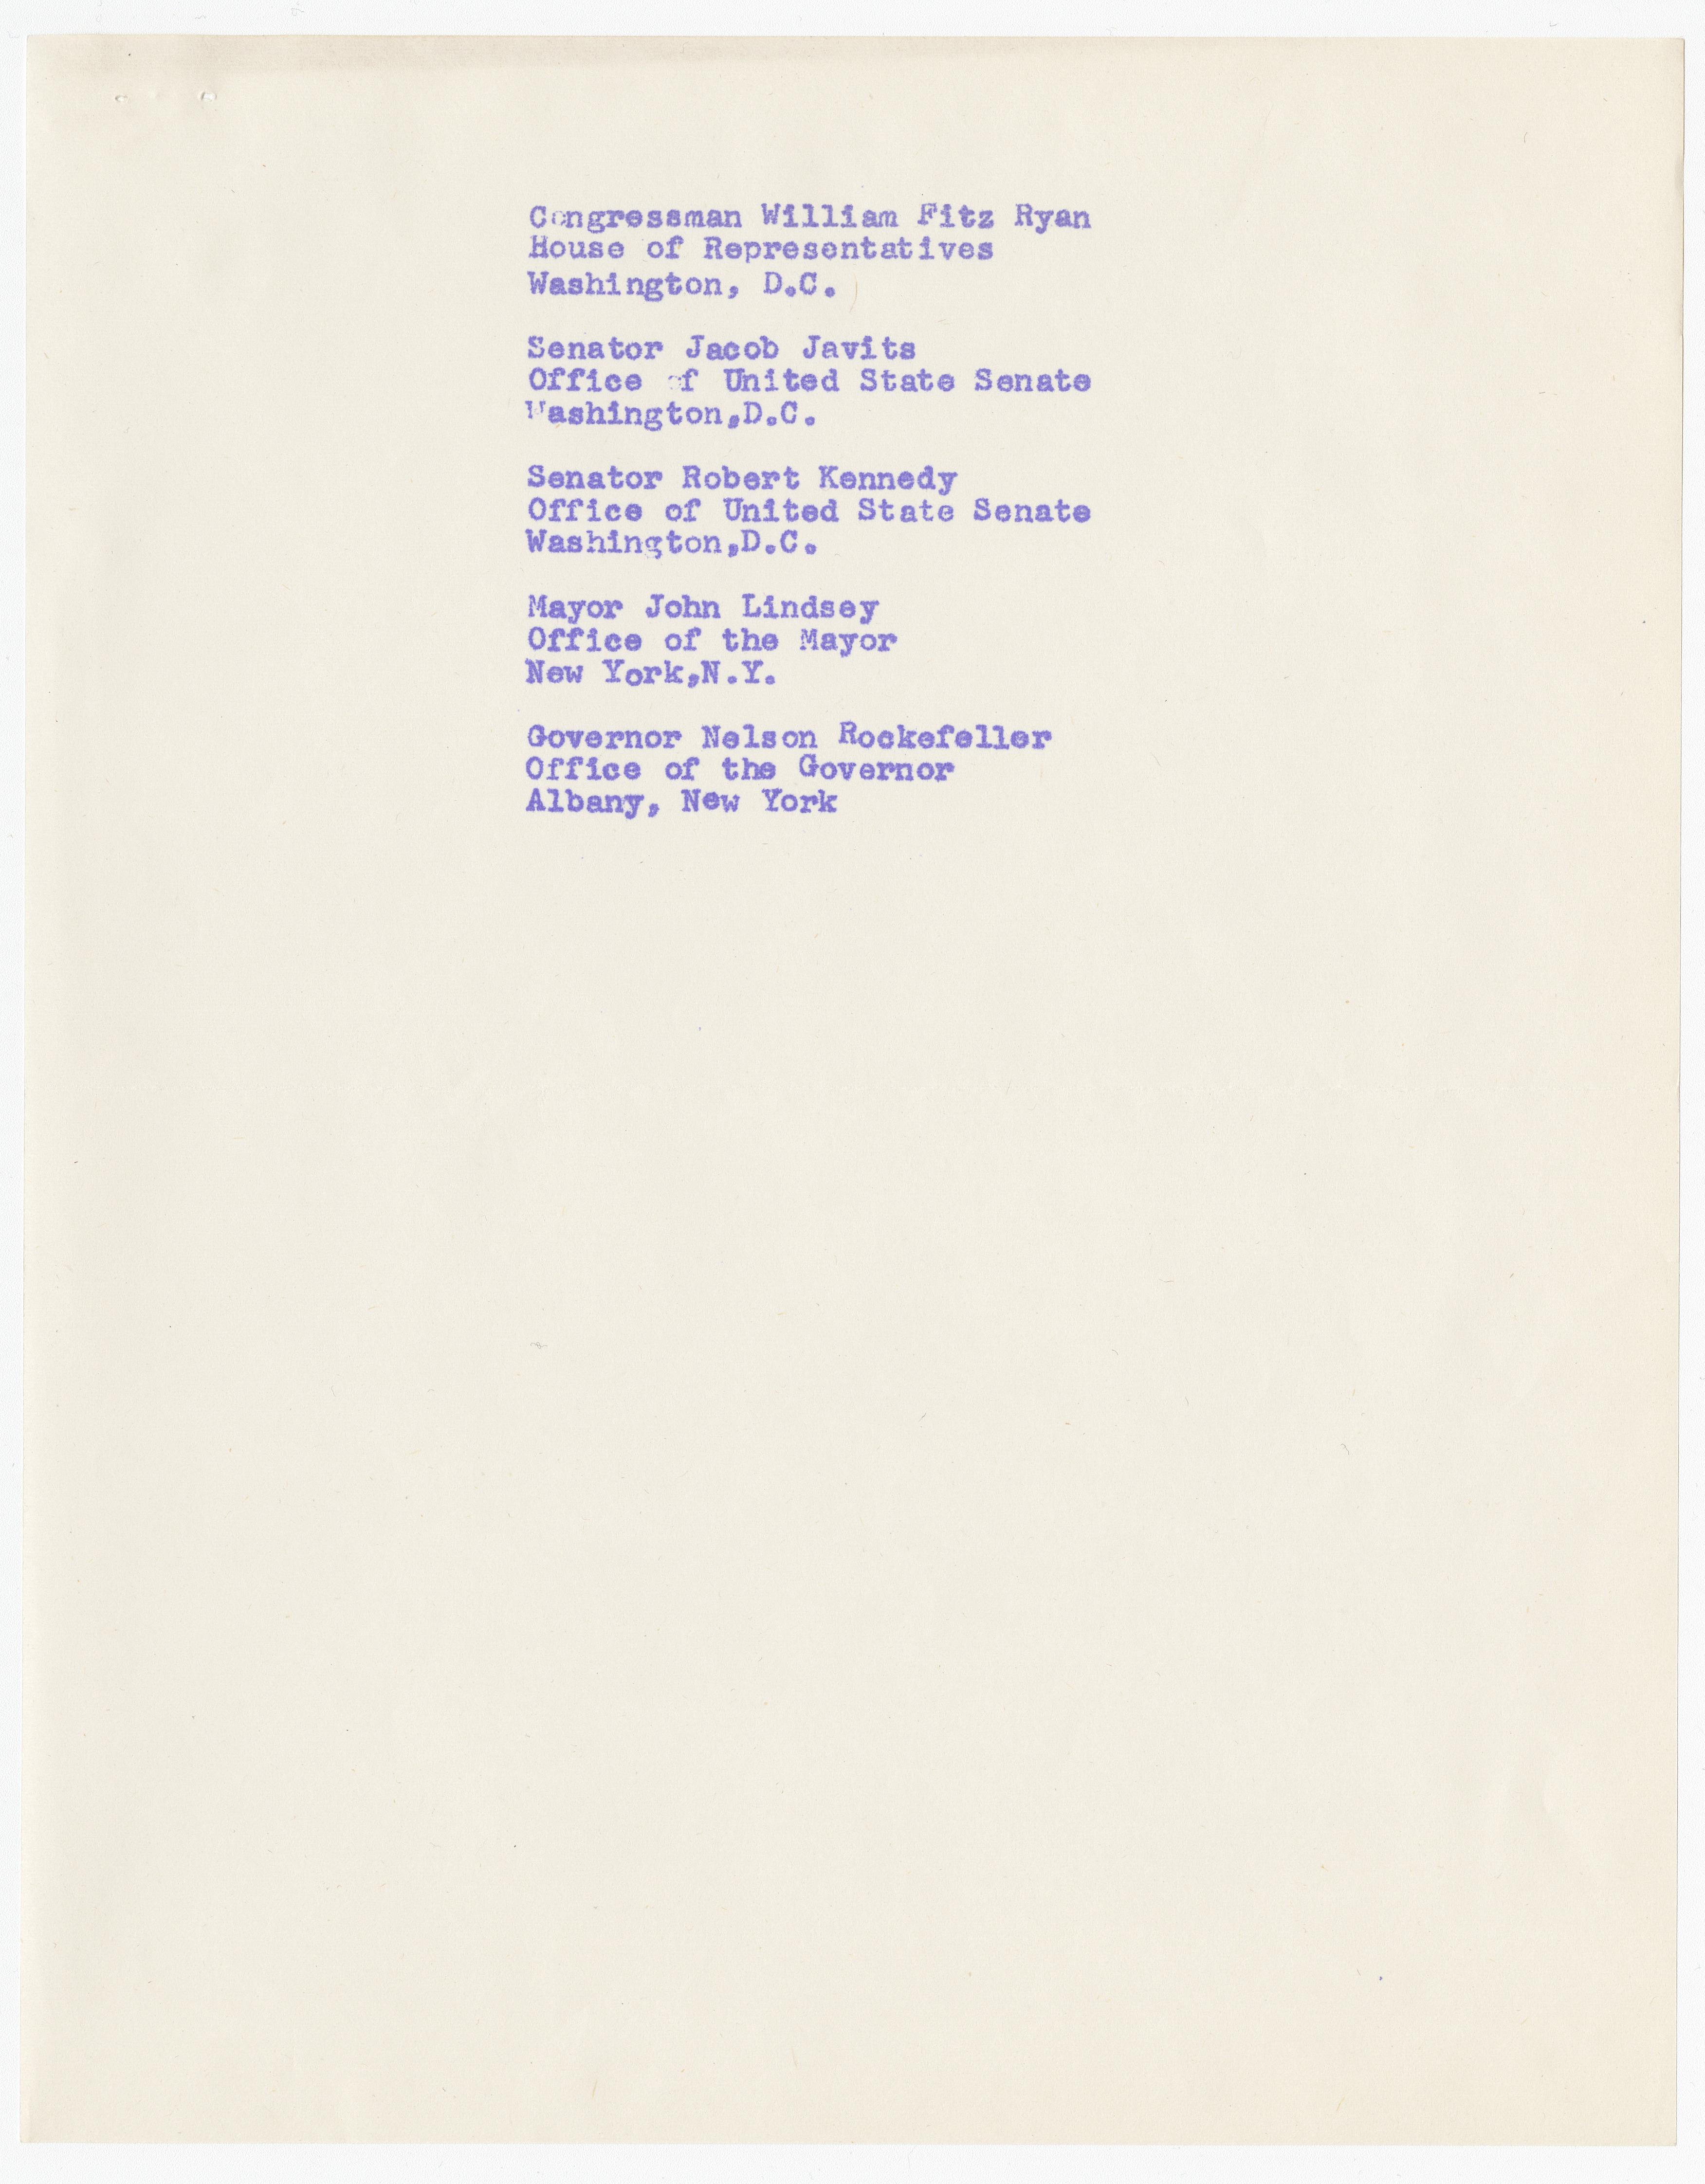 Congressman William Fitz Ryan
House of Representatives
Washington, D.C.
Senator Jacob Javits
Office of United State Senate
Washington,D.C.
Senator Robert Kennedy
Office of United State Senate
Washington,D.C.
Mayor John Lindsey
Office of the Mayor
New York,N.Y.
Governor Nelson Rockefeller
Office of the Governor
Albany, New York